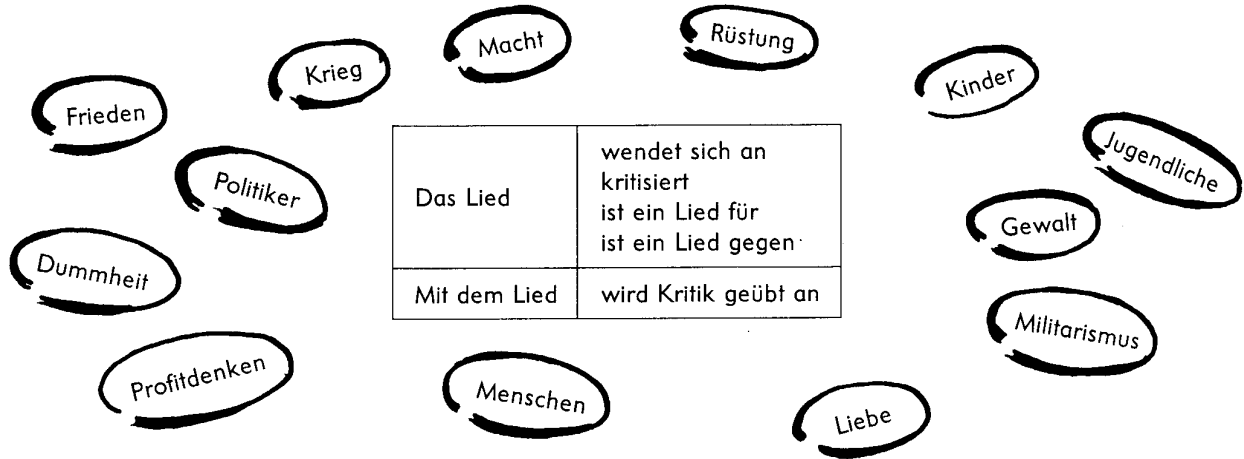 Macht
Rüstung
Krieg
Kinder
Frieden
Jugendliche
Politiker
Das Lied
wendet sich an
kritisiert
ist ein Lied für
ist ein Lied gegen
Gewalt
Dummheit
Mit dem Lied
wird Kritik geübt an
Militarismus
Profitdenken
Menschen
Liebe